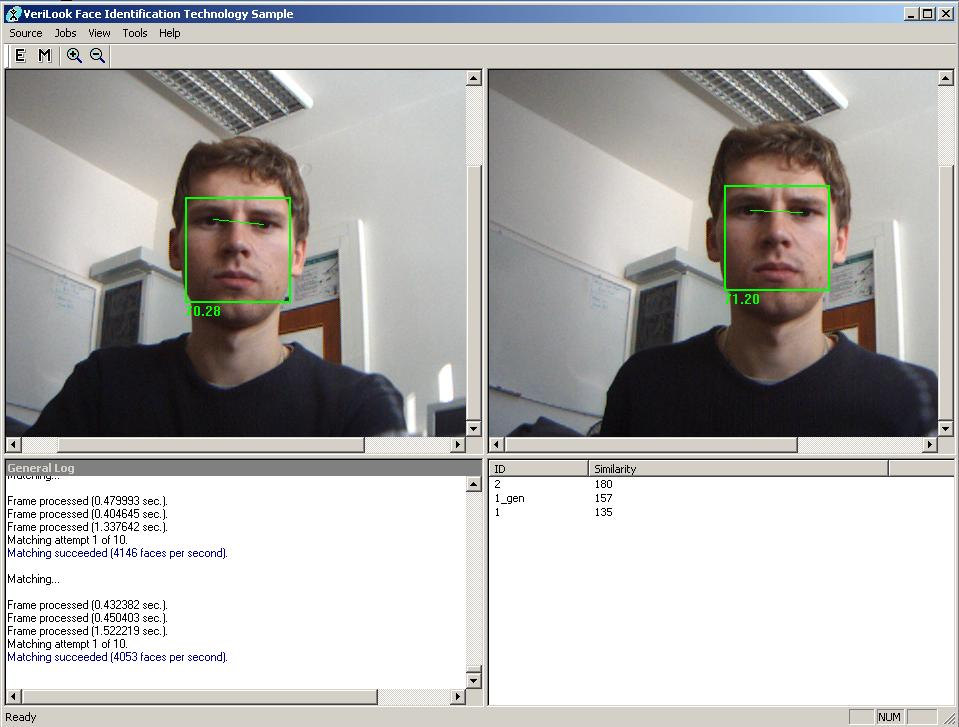 VeriLook Face Identification Technology Sample
Source Jobs View Tools Help
E M
71.20
General Log
Matching...
Frame processed (0.479993 sec.).
Frame processed (0.404645 sec.).
Frame processed (1.337642 sec.).
Matching attempt 1 of 10.
Matching succeeded (4146 faces per second).
Matching...
Frame processed (0.432382 sec.).
Frame processed (0.450403 sec.).
Frame processed (1.522219 sec.).
Matching attempt 1 of 10.
Matching succeeded (4053 faces per second).
ID Similarity
2 180
1_gen 157
1 135
Ready
NUM